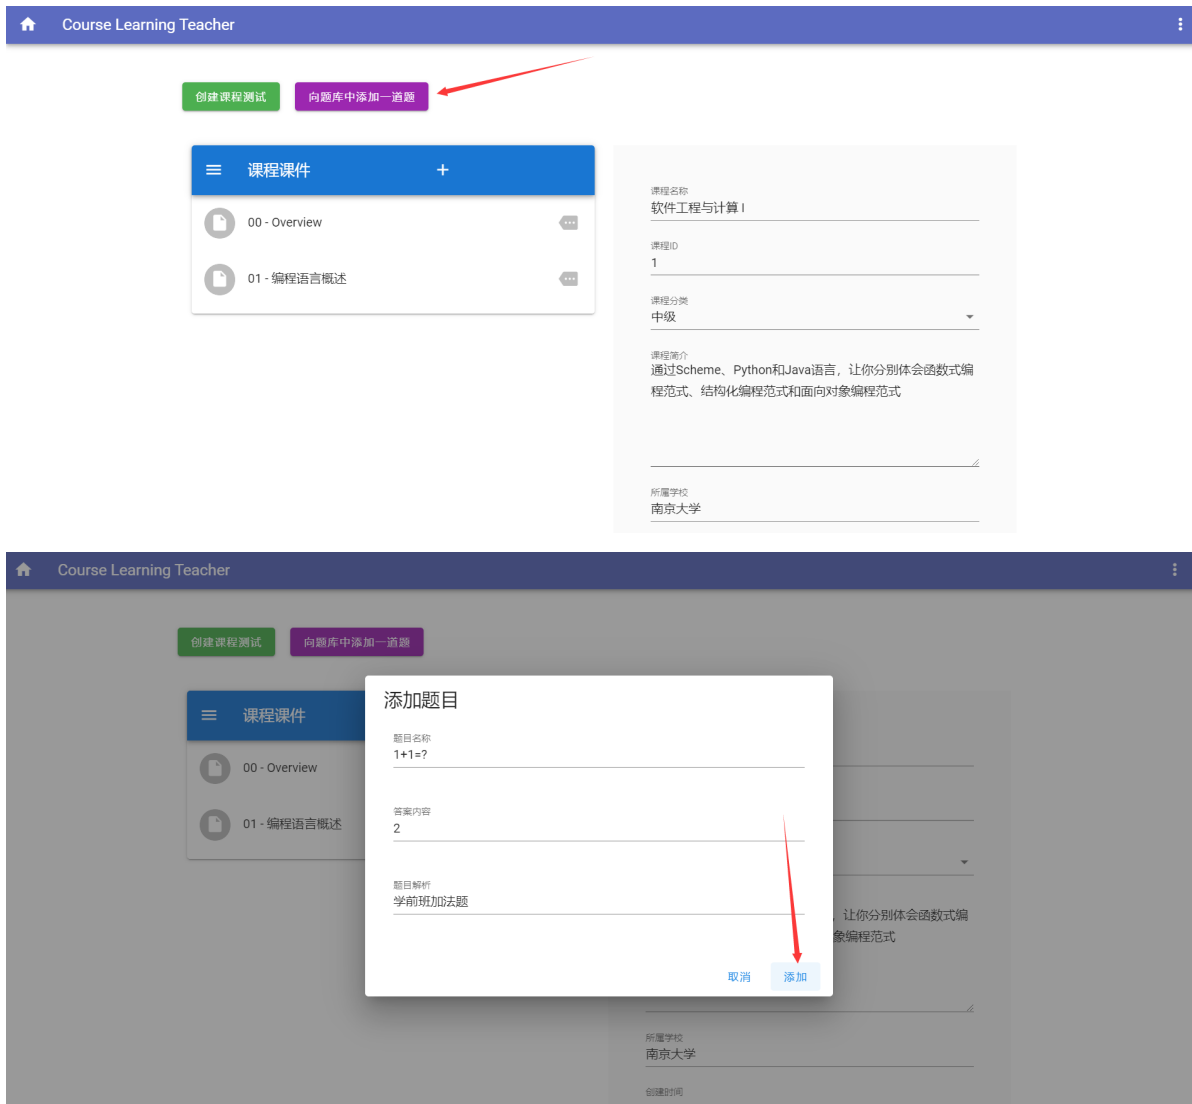 Course Learning Teacher
创建课程测试 向题库中添加一道题
课程课件
00 - Overview
01 - 编程语言概述
课程名称
软件工程与计算 I
课程ID
1
课程分类
中级
课程简介
通过Scheme、Python和Java语言，让你分别体会函数式编
程范式、结构化编程范式和面向对象编程范式
所属学校
南京大学
Course Learning Teacher
创建课程测试 向题库中添加一道题
课程课件
00 - Overview
01 - 编程语言概述
添加题目
题目名称
1+1=?
答案内容
2
题目解析
学前班加法题
取消 添加
，让你分别体会函数式编
象编程范式
所属学校
南京大学
创建时间